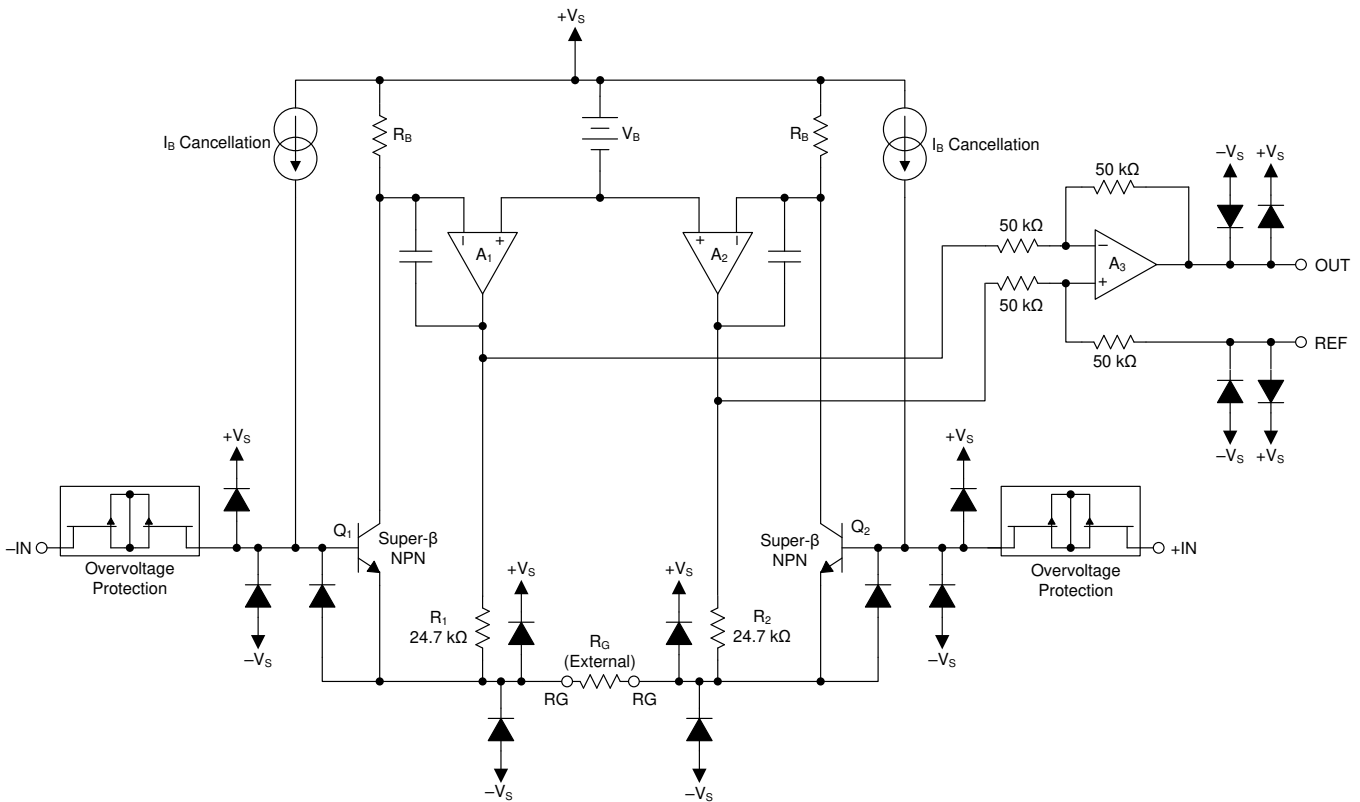 +VS
IB Cancellation
RB
VB
RB
IB Cancellation
–VS
+VS
50 kΩ
50 kΩ
A1
A2
A3
OUT
50 kΩ
50 kΩ
REF
–VS
+VS
+VS
+VS
–IN
Overvoltage
Protection
Q1
Super-β
NPN
Q2
Super-β
NPN
+IN
Overvoltage
Protection
–VS
+VS
+VS
–VS
R1
24.7 kΩ
R2
24.7 kΩ
RG
(External)
RG
RG
–VS
–VS